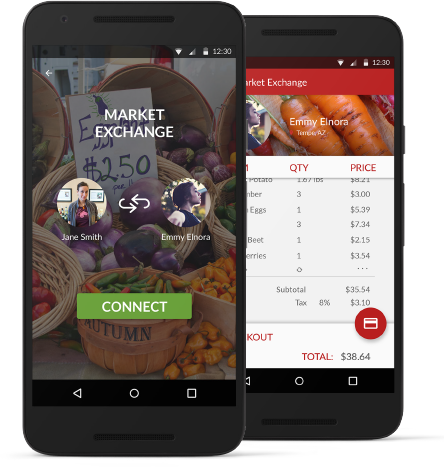 12:30
MARKET
EXCHANGE
Eggplant
$2.50
per
Jane Smith
Emmy Elnora
CONNECT
AUTUMN
12:30
arket Exchange
Emmy Elnora
Tempe/AZ
M QTY PRICE
Potato 1.67 lbs $8.21
mber 3 $3.00
Eggs 1 $5.39
3 $7.34
Beet 1 $2.15
erries 1 $3.54
Subtotal $35.54
Tax 8% $3.10
KOUT
TOTAL: $38.64